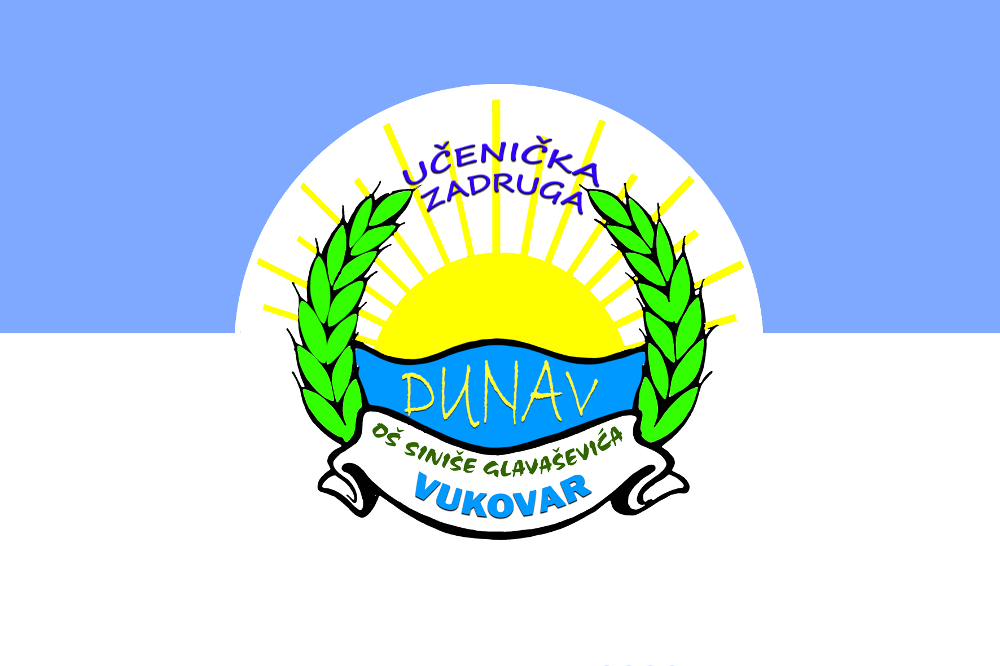 UČENIČKA
ZADRUGA
DUNAV
OŠ SINIŠE GLAVAŠEVIĆA
VUKOVAR